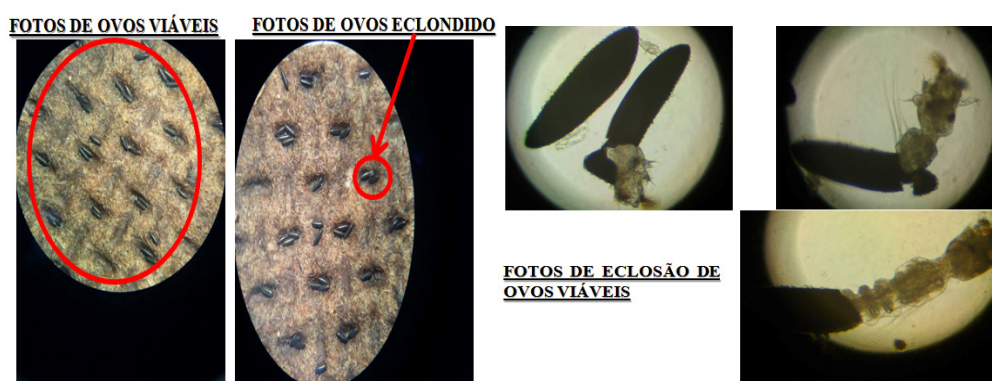 FOTOS DE OVOS VIÁVEIS
FOTOS DE OVOS ECLONDIDO
FOTOS DE ECLOSÃO DE
OVOS VIÁVEIS